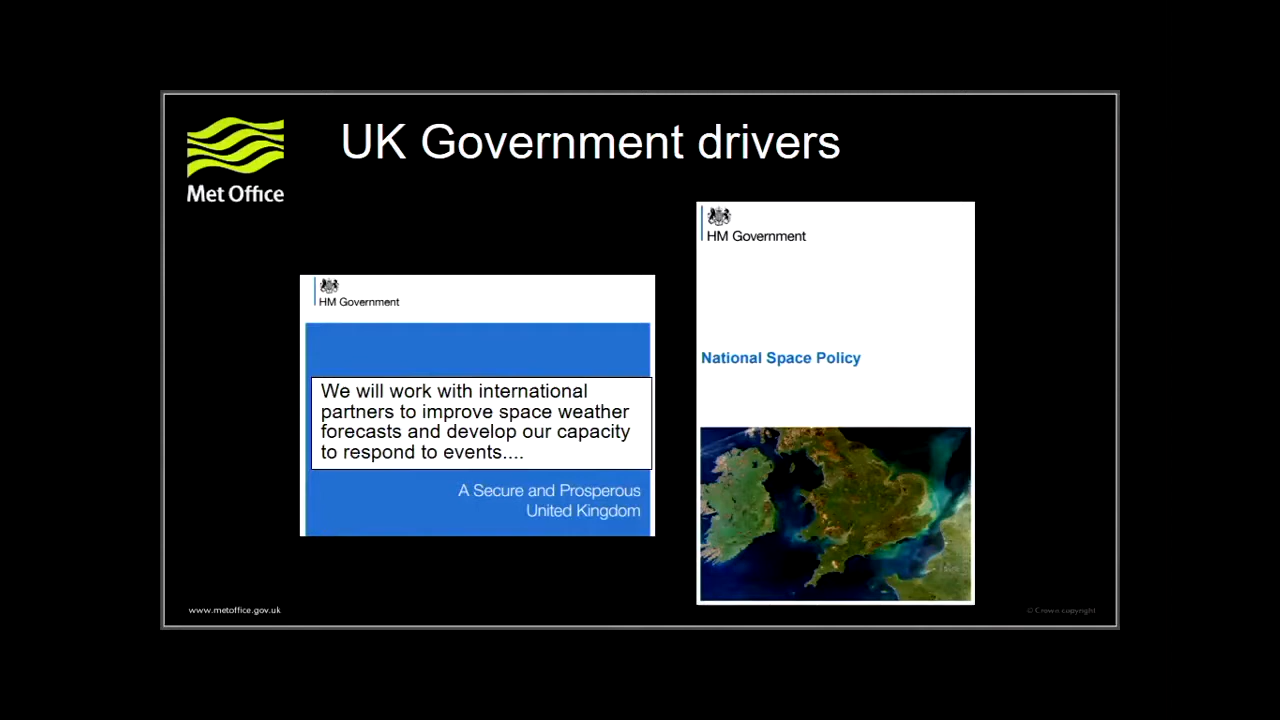 Met Office
UK Government drivers
HM Government
We will work with international
partners to improve space weather
forecasts and develop our capacity
to respond to events....
A Secure and Prosperous
United Kingdom
HM Government
National Space Policy
www.metoffice.gov.uk
© Crown copyright